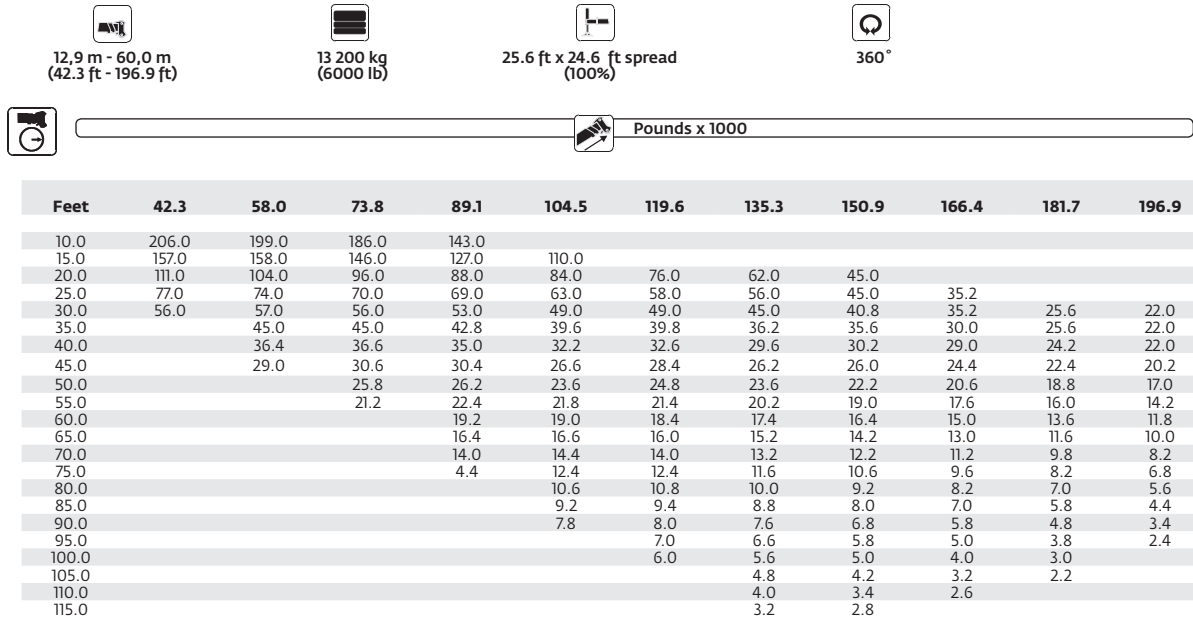 12,9 m - 60,0 m 13 200 kg 25.6 ft x 24.6 ft spread 360°
(42.3 ft - 196.9 ft) (6000 lb) (100%)
Pounds x 1000
Feet 42.3 58.0 73.8 89.1 104.5 119.6 135.3 150.9 166.4 181.7 196.9
10.0 206.0 199.0 186.0 143.0
15.0 157.0 158.0 146.0 127.0 110.0
20.0 111.0 104.0 96.0 88.0 84.0 76.0 62.0 45.0
25.0 77.0 74.0 70.0 69.0 63.0 58.0 56.0 45.0 35.2
30.0 56.0 57.0 56.0 53.0 49.0 49.0 45.0 40.8 35.2 25.6 22.0
35.0 45.0 45.0 42.8 39.6 39.8 36.2 35.6 30.0 25.6 22.0
40.0 36.4 36.6 35.0 32.2 32.6 29.6 30.2 29.0 24.2 22.0
45.0 29.0 30.6 30.4 26.6 28.4 26.2 26.0 24.4 22.4 20.2
50.0 25.8 26.2 23.6 24.8 23.6 22.2 20.6 18.8 17.0
55.0 21.2 22.4 21.8 21.4 20.2 19.0 17.6 16.0 14.2
60.0 19.2 19.0 18.4 17.4 16.4 15.0 13.6 11.8
65.0 16.4 16.6 16.0 15.2 14.2 13.0 11.6 10.0
70.0 14.0 14.4 14.0 13.2 12.2 11.2 9.8 8.2
75.0 4.4 12.4 12.4 11.6 10.6 9.6 8.2 6.8
80.0 10.6 10.8 10.0 9.2 8.2 7.0 5.6
85.0 9.2 9.4 8.8 8.0 7.0 5.8 4.4
90.0 7.8 8.0 7.6 6.8 5.8 4.8 3.4
95.0 7.0 6.6 5.8 5.0 3.8 2.4
100.0 6.0 5.6 5.0 4.0 3.0
105.0 4.8 4.2 3.2 2.2
110.0 4.0 3.4 2.6
115.0 3.2 2.8